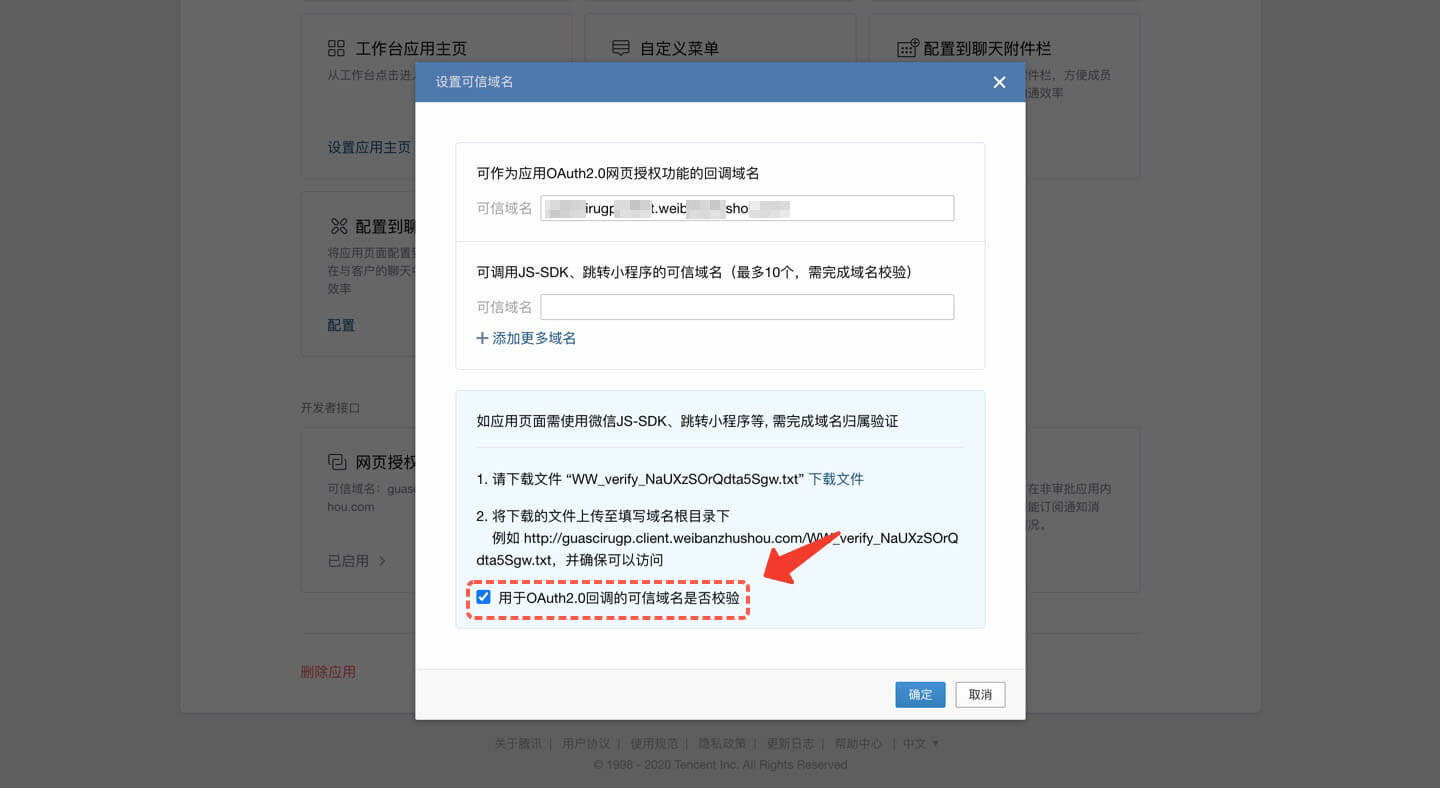 工作台应用主页
自定义菜单
配置到聊天附件栏
从工作台点击进入
件栏，方便成员
通效率
设置可信域名
设置应用主页
可作为应用OAuth2.0网页授权功能的回调域名
可信域名 irugp t.weib sho
配置到聊
将应用页面配置
在与客户的聊天
效率
配置
可调用JS-SDK、跳转小程序的可信域名（最多10个，需完成域名校验）
可信域名
添加更多域名
开发者接口
如应用页面需使用微信JS-SDK、跳转小程序等, 需完成域名归属验证
网页授权
可信域名：guasc
hou.com
已启用
1. 请下载文件 “WW_verify_NaUXzSOrQdta5Sgw.txt” 下载文件
2. 将下载的文件上传至填写域名根目录下
例如 http://guascirugp.client.weibanzhushou.com/WW_verify_NaUXzSOrQ
dta5Sgw.txt，并确保可以访问
用于OAuth2.0回调的可信域名是否校验
在非审批应用内
能订阅通知消
况。
删除应用
确定
取消
关于腾讯 | 用户协议 | 使用规范 | 隐私政策 | 更新日志 | 帮助中心 | 中文
© 1998 - 2020 Tencent Inc. All Rights Reserved